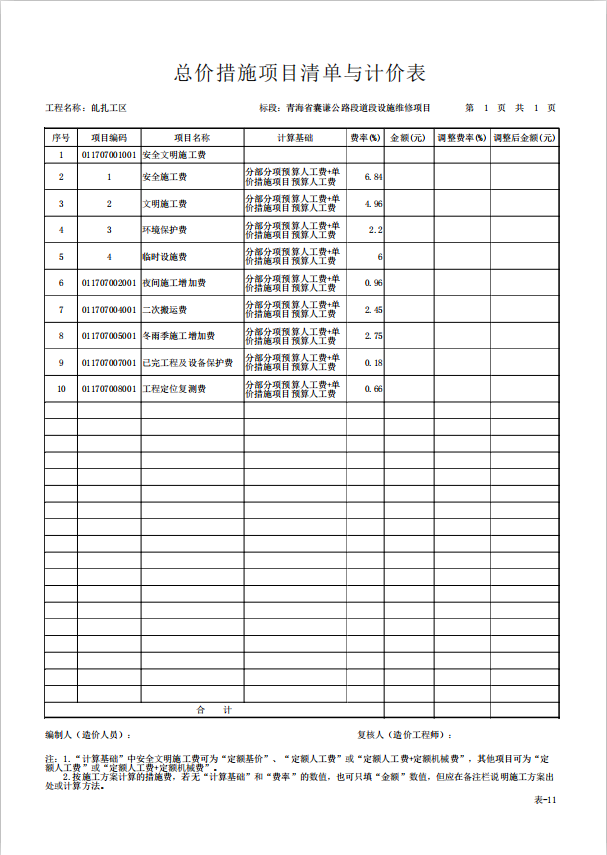 总价措施项目清单与计价表
工程名称：癿扎工区 标段：青海省囊谦公路段道段设施维修项目 第 1 页 共 1 页
序号 项目编码 项目名称 计算基础 费率(%) 金额(元) 调整费率(%) 调整后金额(元)
1 011707001001 安全文明施工费
2 1 安全施工费 分部分项预算人工费+单
价措施项目预算人工费 6.84
3 2 文明施工费 分部分项预算人工费+单
价措施项目预算人工费 4.96
4 3 环境保护费 分部分项预算人工费+单
价措施项目预算人工费 2.2
5 4 临时设施费 分部分项预算人工费+单
价措施项目预算人工费 6
6 011707002001 夜间施工增加费 分部分项预算人工费+单
价措施项目预算人工费 0.96
7 011707004001 二次搬运费 分部分项预算人工费+单
价措施项目预算人工费 2.45
8 011707005001 冬雨季施工增加费 分部分项预算人工费+单
价措施项目预算人工费 2.75
9 011707007001 已完工程及设备保护费 分部分项预算人工费+单
价措施项目预算人工费 0.18
10 011707008001 工程定位复测费 分部分项预算人工费+单
价措施项目预算人工费 0.66
合 计
编制人（造价人员）： 复核人（造价工程师）：
注：1.“计算基础”中安全文明施工费可为“定额基价”、“定额人工费”或“定额人工费+定额机械费”，其他项目可为“定
额人工费”或“定额人工费+定额机械费”。
2.按施工方案计算的措施费，若无“计算基础”和“费率”的数值，也可只填“金额”数值，但应在备注栏说明施工方案出
处或计算方法。
表-11